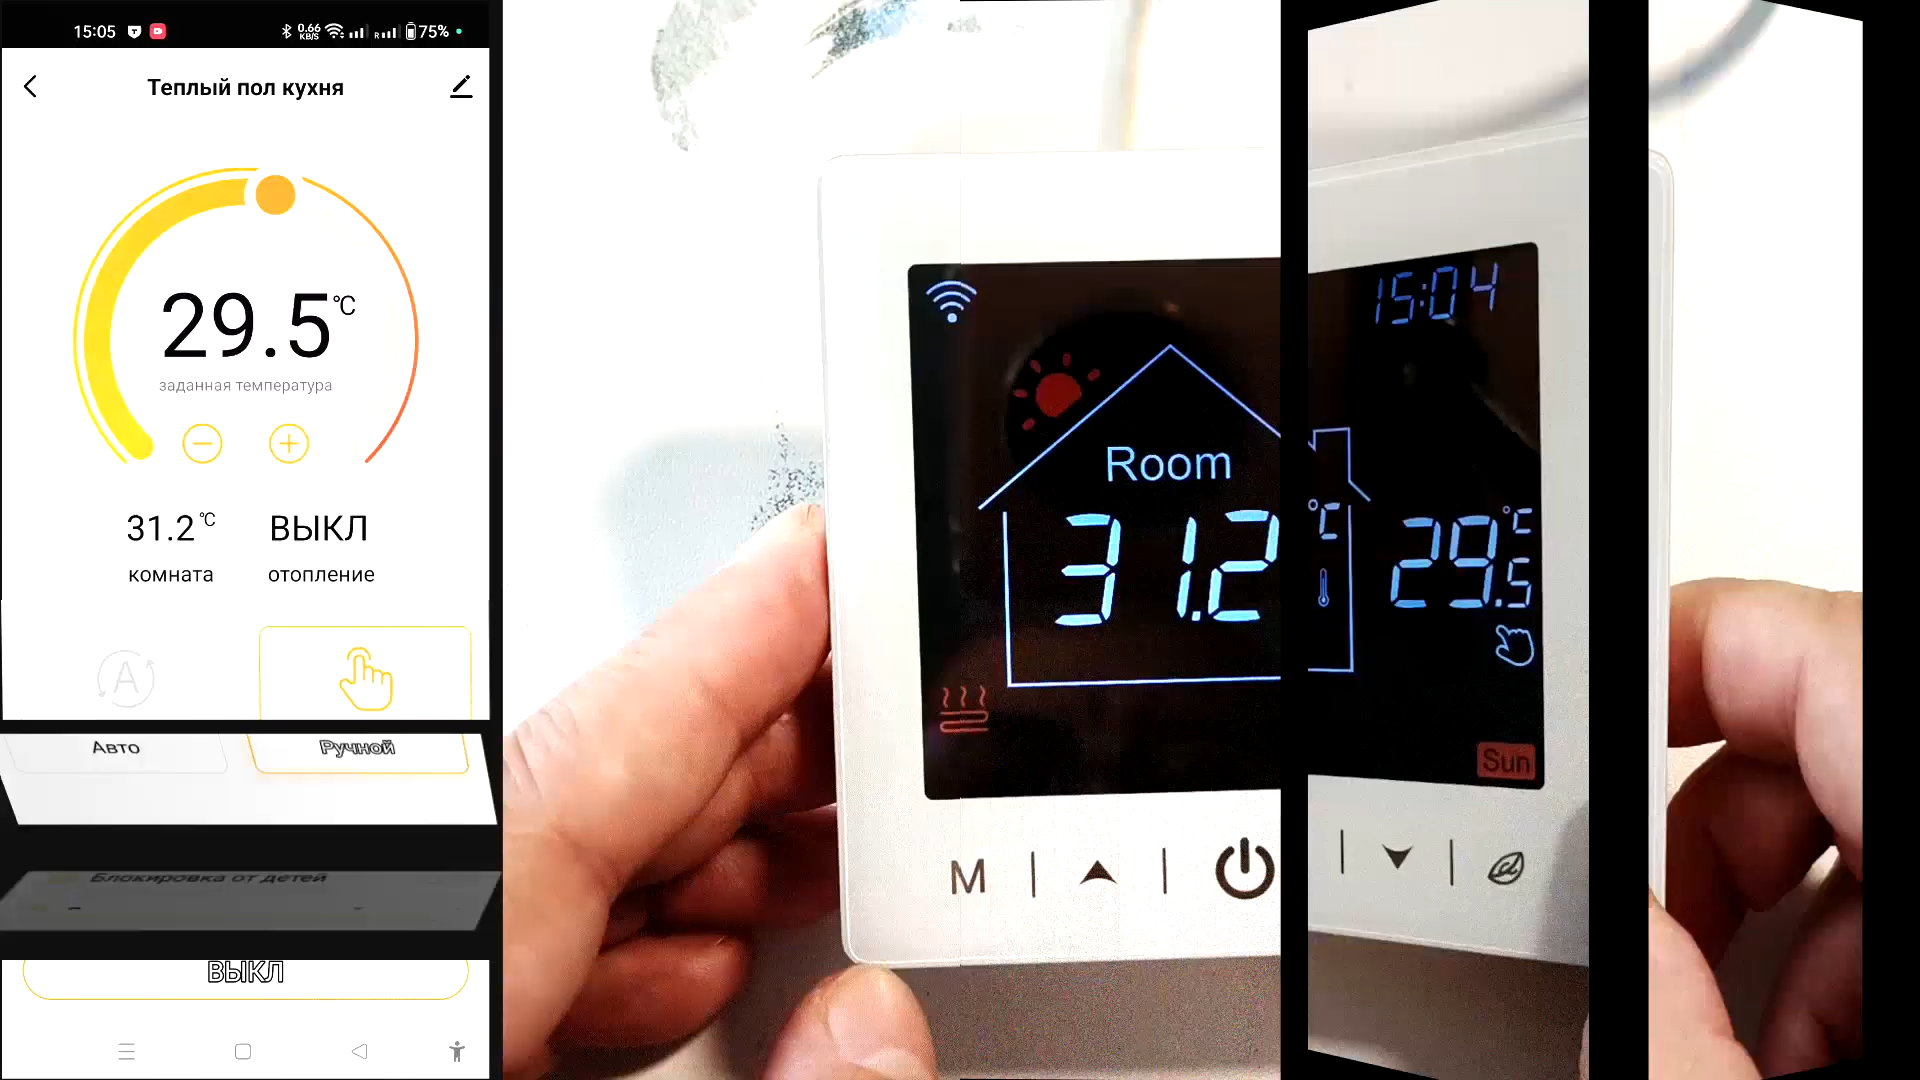 15:05 0.66 KB/S R 75%
Теплый пол кухня
29.5℃
заданная температура
31.2℃ ВЫКЛ
комната отопление
A
Авто Ручной
Блокировка от детей
ВЫКЛ
15:04
Room
31.2℃ 29.5℃
Sun
M